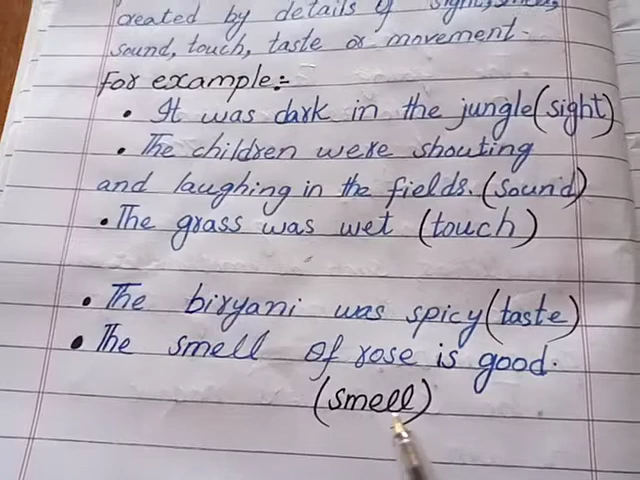 created by details of sight, 
sound, touch, taste or movement.
For example:-
• It was dark in the jungle (sight)
• The children were shouting
and laughing in the fields. (sound)
• The grass was wet (touch)
• The biryani was spicy (taste)
• The smell of rose is good.
(smell)